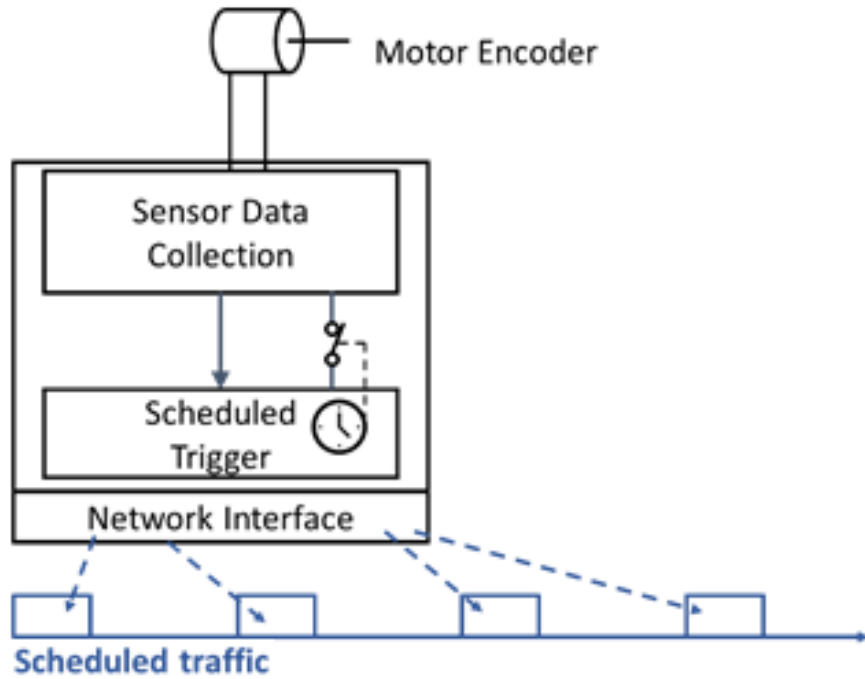 Motor Encoder
Sensor Data
Collection
Scheduled
Trigger
Network Interface
Scheduled traffic